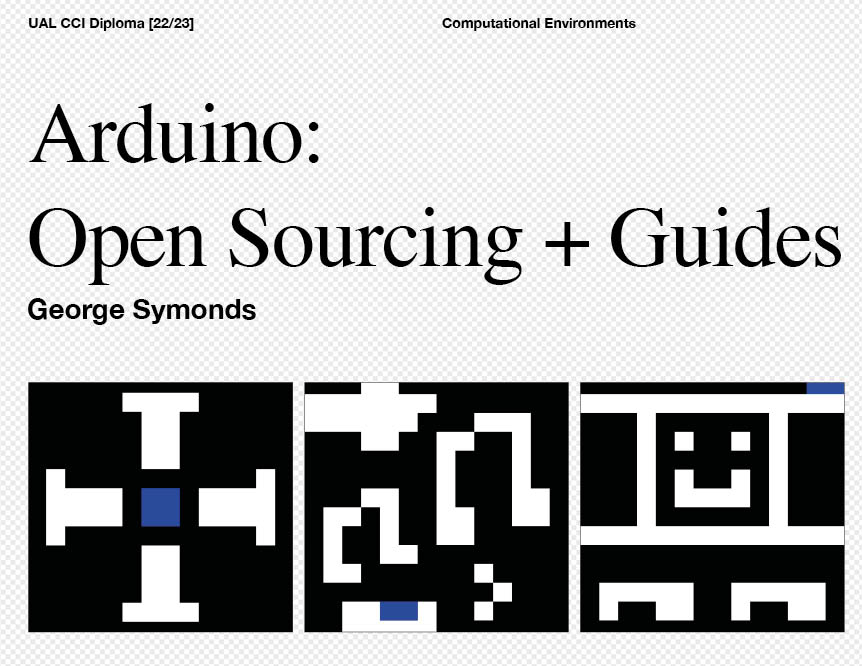 UAL CCI Diploma [22/23]
Computational Environments
Arduino:
Open Sourcing + Guides
George Symonds